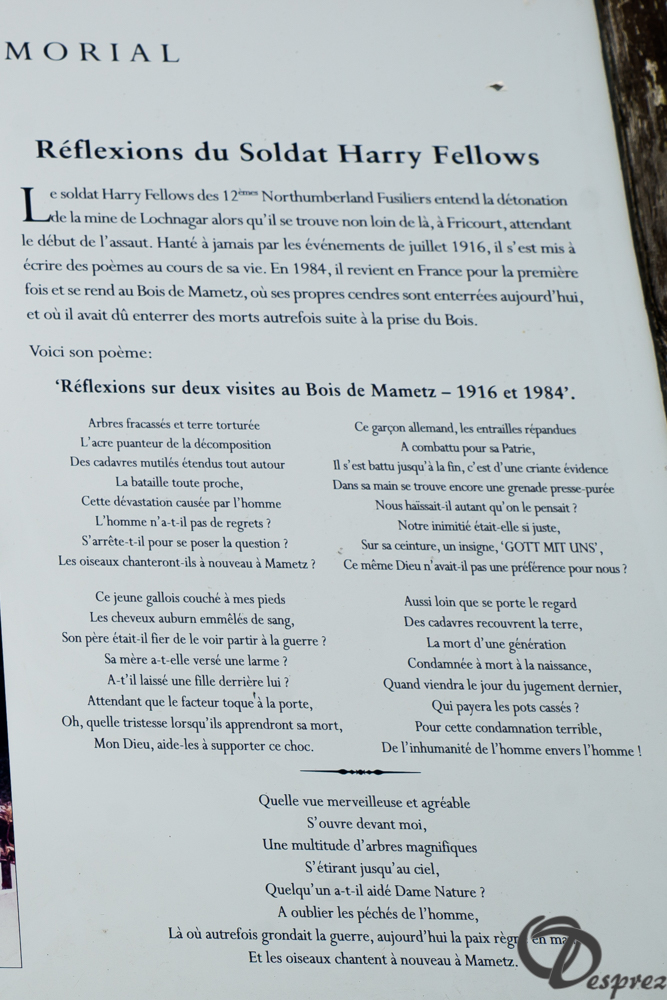 MORIAL
Réflexions du Soldat Harry Fellows
Le soldat Harry Fellows des 12èmes Northumberland Fusiliers entend la détonation
de la mine de Lochnagar alors qu'il se trouve non loin de là, à Fricourt, attendant
le début de l'assaut. Hanté à jamais par les événements de juillet 1916, il s'est mis à
écrire des poèmes au cours de sa vie. En 1984, il revient en France pour la première
fois et se rend au Bois de Mametz, où ses propres cendres sont enterrées aujourd'hui,
et où il avait dû enterrer des morts autrefois suite à la prise du Bois.
Voici son poème:
'Réflexions sur deux visites au Bois de Mametz – 1916 et 1984'.
Arbres fracassés et terre torturée
L'acre puanteur de la décomposition
Des cadavres mutilés étendus tout autour
La bataille toute proche,
Cette dévastation causée par l'homme
L'homme n'a-t-il pas de regrets ?
S'arrête-t-il pour se poser la question ?
Les oiseaux chanteront-ils à nouveau à Mametz ?
Ce jeune gallois couché à mes pieds
Les cheveux auburn emmêlés de sang,
Son père était-il fier de le voir partir à la guerre ?
Sa mère a-t-elle versé une larme ?
A-t'il laissé une fille derrière lui ?
Attendant que le facteur toque à la porte,
Oh, quelle tristesse lorsqu'ils apprendront sa mort,
Mon Dieu, aide-les à supporter ce choc.
Ce garçon allemand, les entrailles répandues
A combattu pour sa Patrie,
Il s'est battu jusqu'à la fin, c'est d'une criante évidence
Dans sa main se trouve encore une grenade presse-purée
Nous haïssait-il autant qu'on le pensait ?
Notre inimitié était-elle si juste,
Sur sa ceinture, un insigne, 'GOTT MIT UNS',
Ce même Dieu n'avait-il pas une préférence pour nous ?
Aussi loin que se porte le regard
Des cadavres recouvrent la terre,
La mort d'une génération
Condamnée à mort à la naissance,
Quand viendra le jour du jugement dernier,
Qui payera les pots cassés ?
Pour cette condamnation terrible,
De l'inhumanité de l'homme envers l'homme !
Quelle vue merveilleuse et agréable
S'ouvre devant moi,
Une multitude d'arbres magnifiques
S'étirant jusqu'au ciel,
Quelqu'un a-t-il aidé Dame Nature ?
A oublier les péchés de l'homme,
Là où autrefois grondait la guerre, aujourd'hui la paix en
Et les oiseaux chantent à nouveau à Mametz.
Desprez